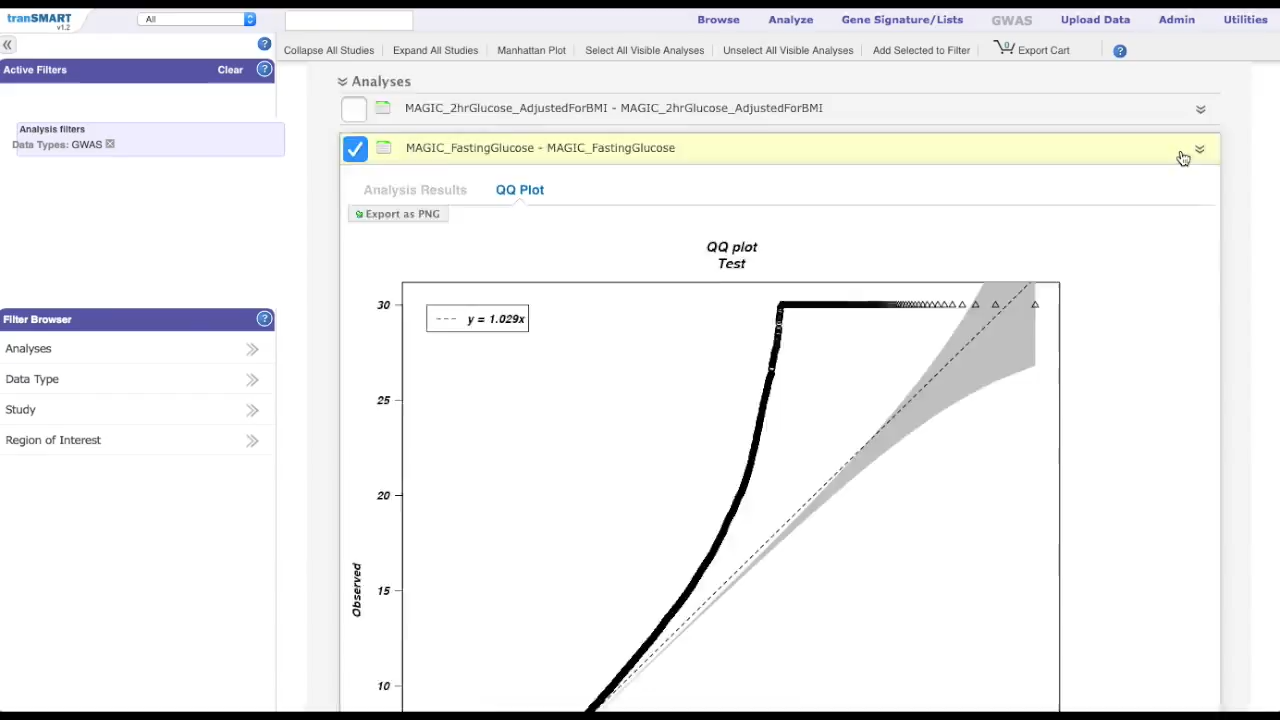 tranSMART
v1.2
All
Browse
Analyze
Gene Signature/Lists
GWAS
Upload Data
Admin
Utilities
Collapse All Studies
Expand All Studies
Manhattan Plot
Select All Visible Analyses
Unselect All Visible Analyses
Add Selected to Filter
0
Export Cart
?
?
Active Filters
Clear
?
Analysis filters
Data Types: GWAS
Filter Browser
?
Analyses
Data Type
Study
Region of Interest
Analyses
MAGIC_2hrGlucose_AdjustedForBMI - MAGIC_2hrGlucose_AdjustedForBMI
MAGIC_FastingGlucose - MAGIC_FastingGlucose
Analysis Results
QQ Plot
Export as PNG
QQ plot
Test
y = 1.029x
30
25
20
15
10
Observed